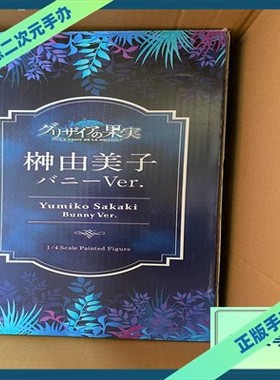 二次元手办
グリザイアの果実
LE FRUIT DE LA GRISAIA
榊由美子
バニーVer.
Yumiko Sakaki
Bunny Ver.
1/4 Scale Painted Figure
正版手